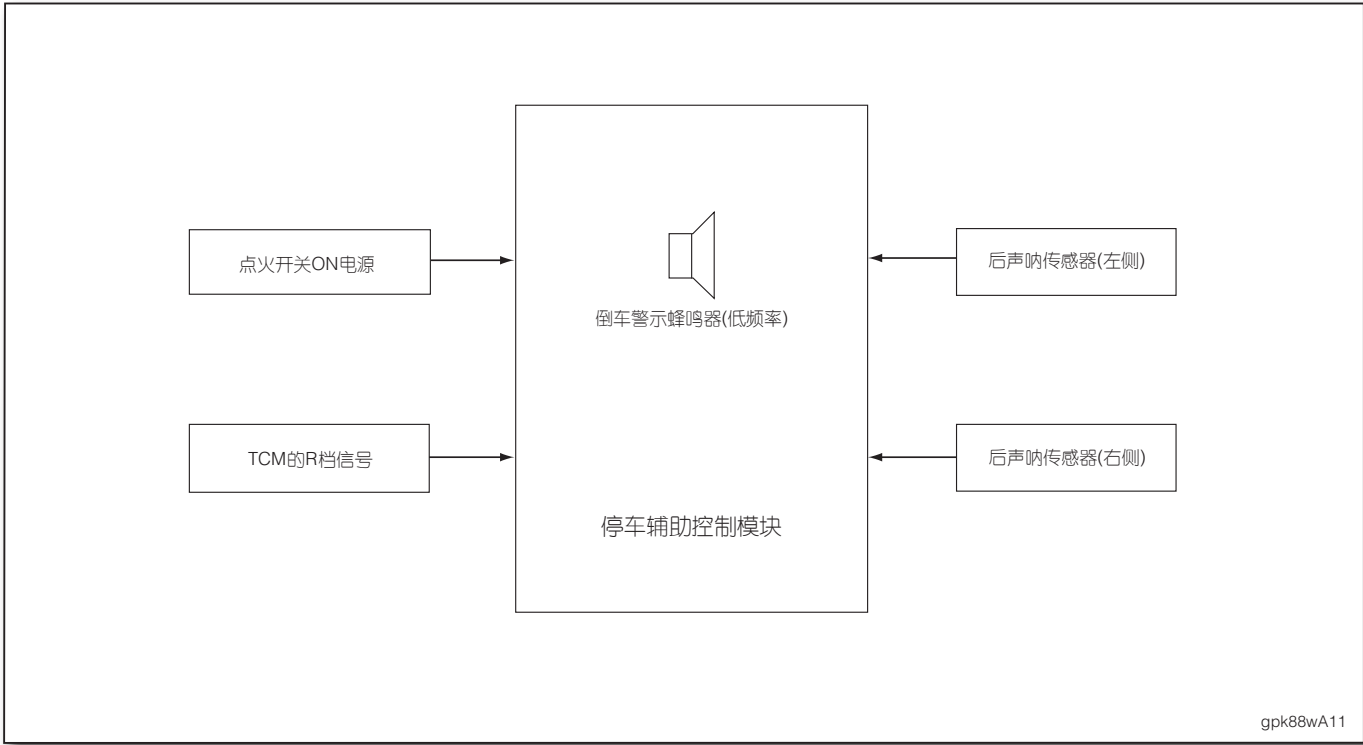 点火开关ON电源
后声呐传感器(左侧)
倒车警示蜂鸣器(低频率)
TCM的R档信号
后声呐传感器(右侧)
停车辅助控制模块
gpk88wA11